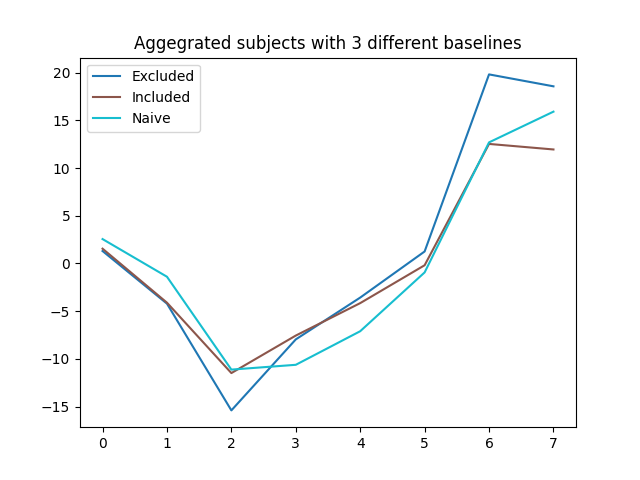 Aggegrated subjects with 3 different baselines
Excluded
Included
Naive
20
15
10
5
0
−5
−10
−15
0 1 2 3 4 5 6 7